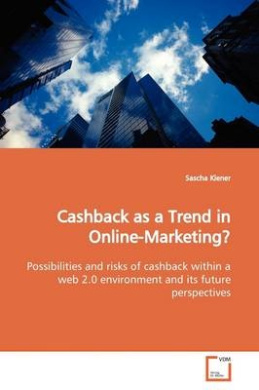 Sascha Klener
Cashback as a Trend in
Online-Marketing?
Possibilities and risks of cashback within a
web 2.0 environment and its future
perspectives
VDM